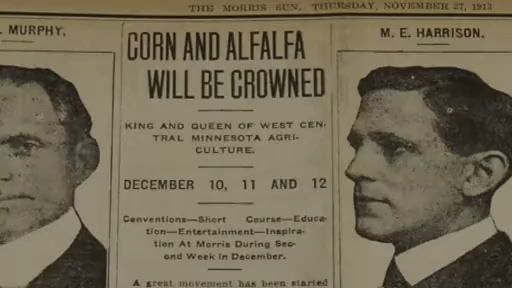 THE MORRIS SUN, THURSDAY, NOVEMBER 27, 1913
. MURPHY.
CORN AND ALFALFA
WILL BE CROWNED
KING AND QUEEN OF WEST CEN-
TRAL MINNESOTA AGRI-
CULTURE.
DECEMBER 10, 11 AND 12
Conventions—Short Course—Educa-
tion—Entertainment—Inspira-
tion At Morris During Sec-
ond Week in December.
A great movement has been started
M. E. HARRISON.